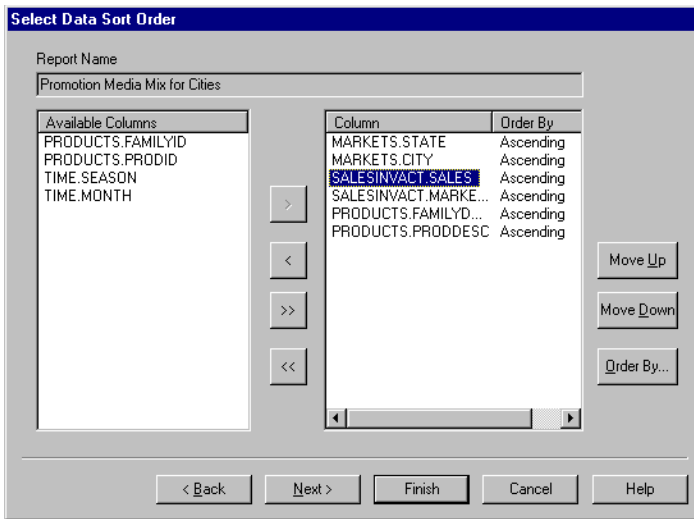 Select Data Sort Order
Report Name
Promotion Media Mix for Cities
Available Columns
PRODUCTS.FAMILYID
PRODUCTS.PRODID
TIME.SEASON
TIME.MONTH
>
<
>>
<<
Column Order By
MARKETS.STATE Ascending
MARKETS.CITY Ascending
SALESINVACT.SALES Ascending
SALESINVACT.MARKE... Ascending
PRODUCTS.FAMILYD... Ascending
PRODUCTS.PRODDESC Ascending
Move Up
Move Down
Order By...
< Back Next > Finish Cancel Help